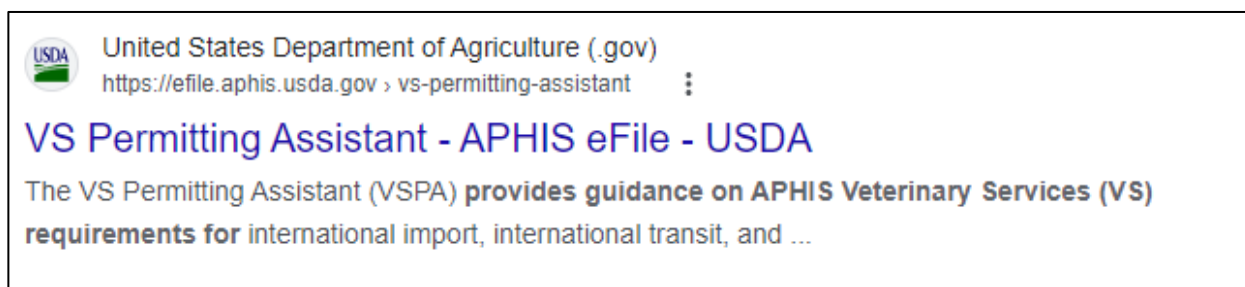 USDA
United States Department of Agriculture (.gov)
https://efile.aphis.usda.gov › vs-permitting-assistant
VS Permitting Assistant - APHIS eFile - USDA
The VS Permitting Assistant (VSPA) provides guidance on APHIS Veterinary Services (VS)
requirements for international import, international transit, and ...